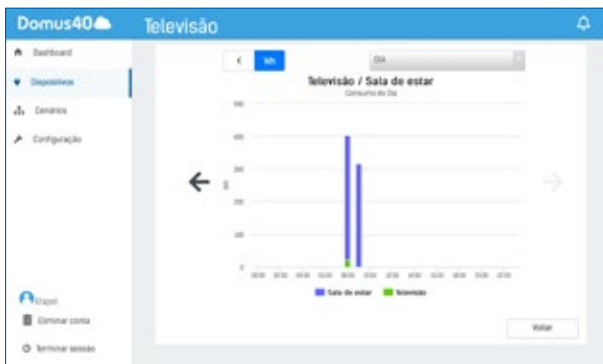 Domus40
Televisão
Dashboard
Dispositivos
Cenários
Configuração
€
Wh
DIA
Televisão / Sala de estar
Consumo do Dia
500
400
300
200
100
0
Sala de estar
Televisão
Eliminar conta
Terminar sessão
Voltar